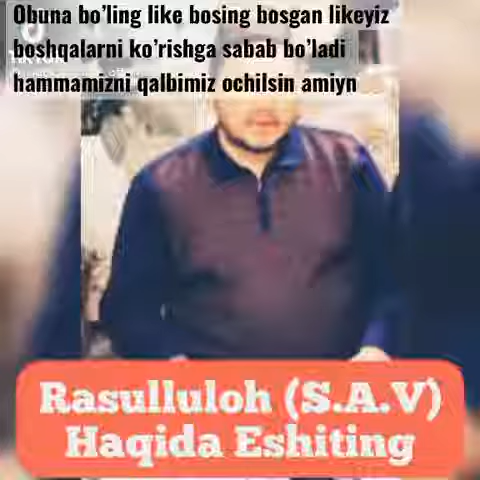 Obuna bo’ling like bosing bosgan likeyiz
boshqalarni ko’rishga sabab bo’ladi
hammamizni qalbimiz ochilsin amiyn
Rasulluloh (S.A.V)
Haqida Eshiting